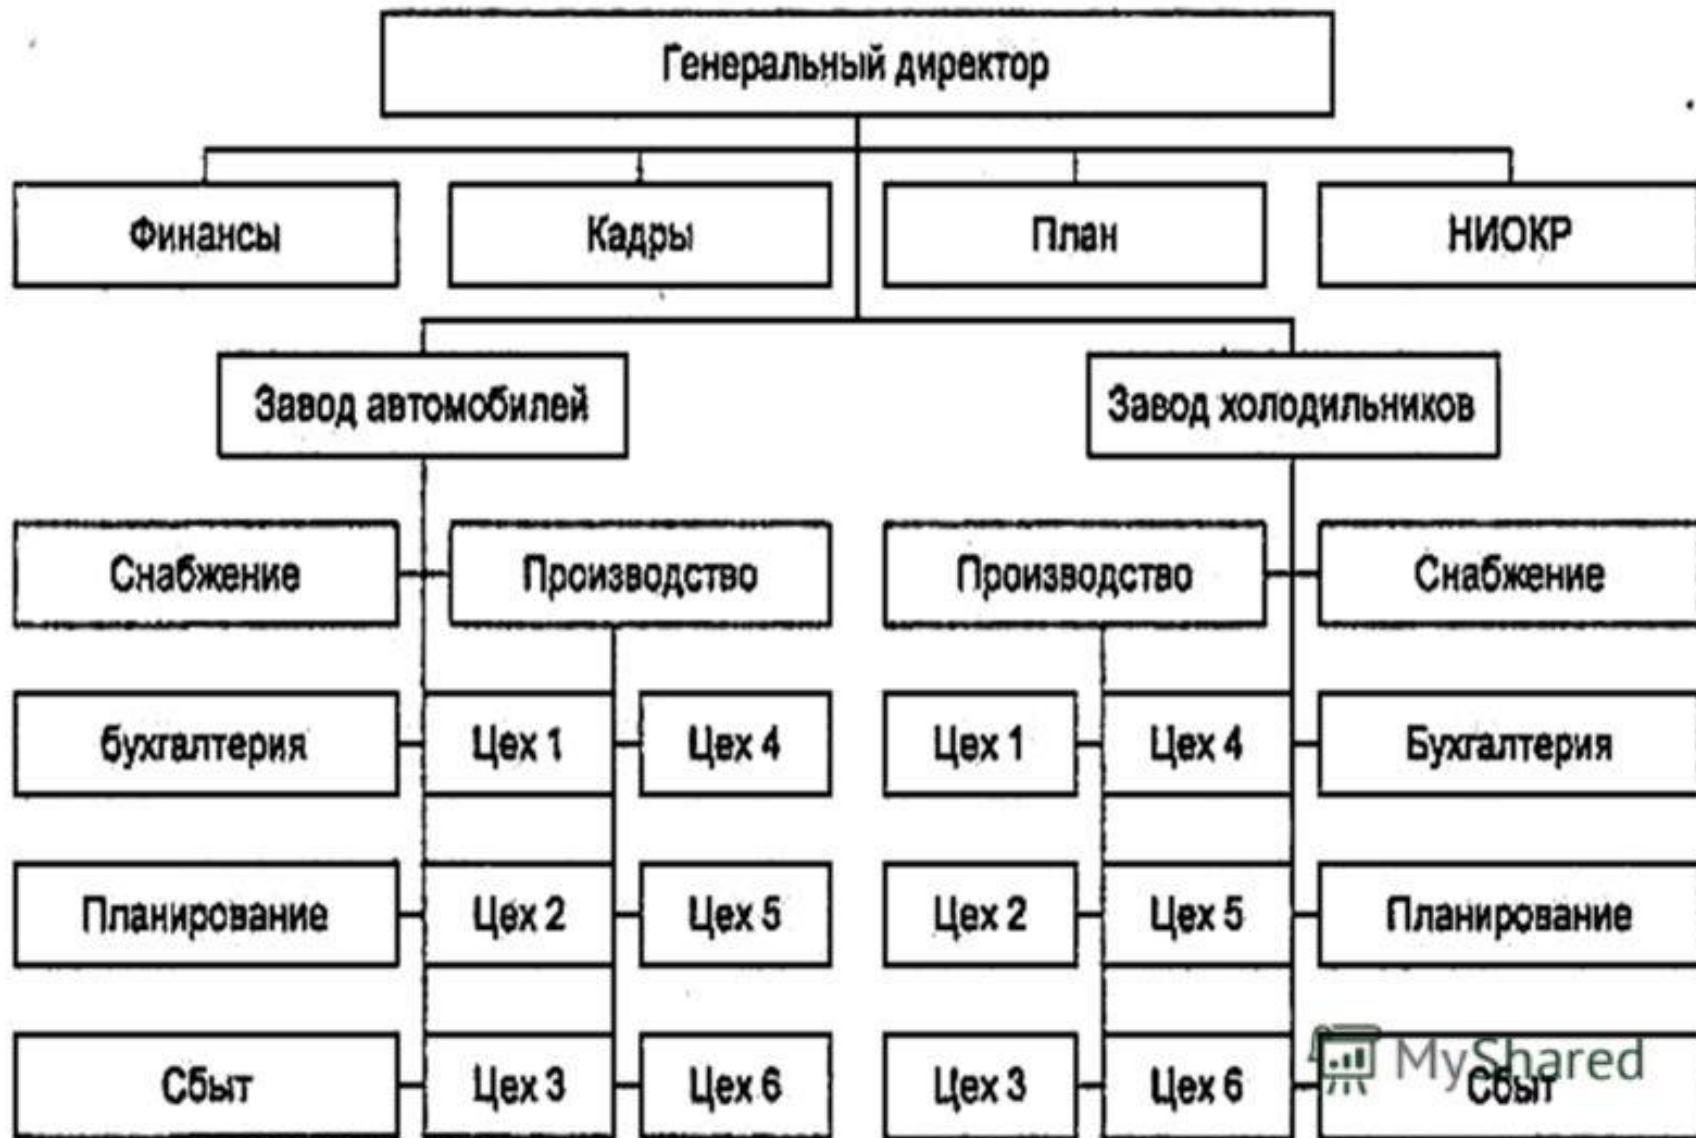 Генеральный директор
Финансы Кадры План НИОКР
Завод автомобилей Завод холодильников
Снабжение Производство Производство Снабжение
бухгалтерия Цех 1 Цех 4 Цех 1 Цех 4 Бухгалтерия
Планирование Цех 2 Цех 5 Цех 2 Цех 5 Планирование
Сбыт Цех 3 Цех 6 Цех 3 Цех 6 Сбыт
MyShared